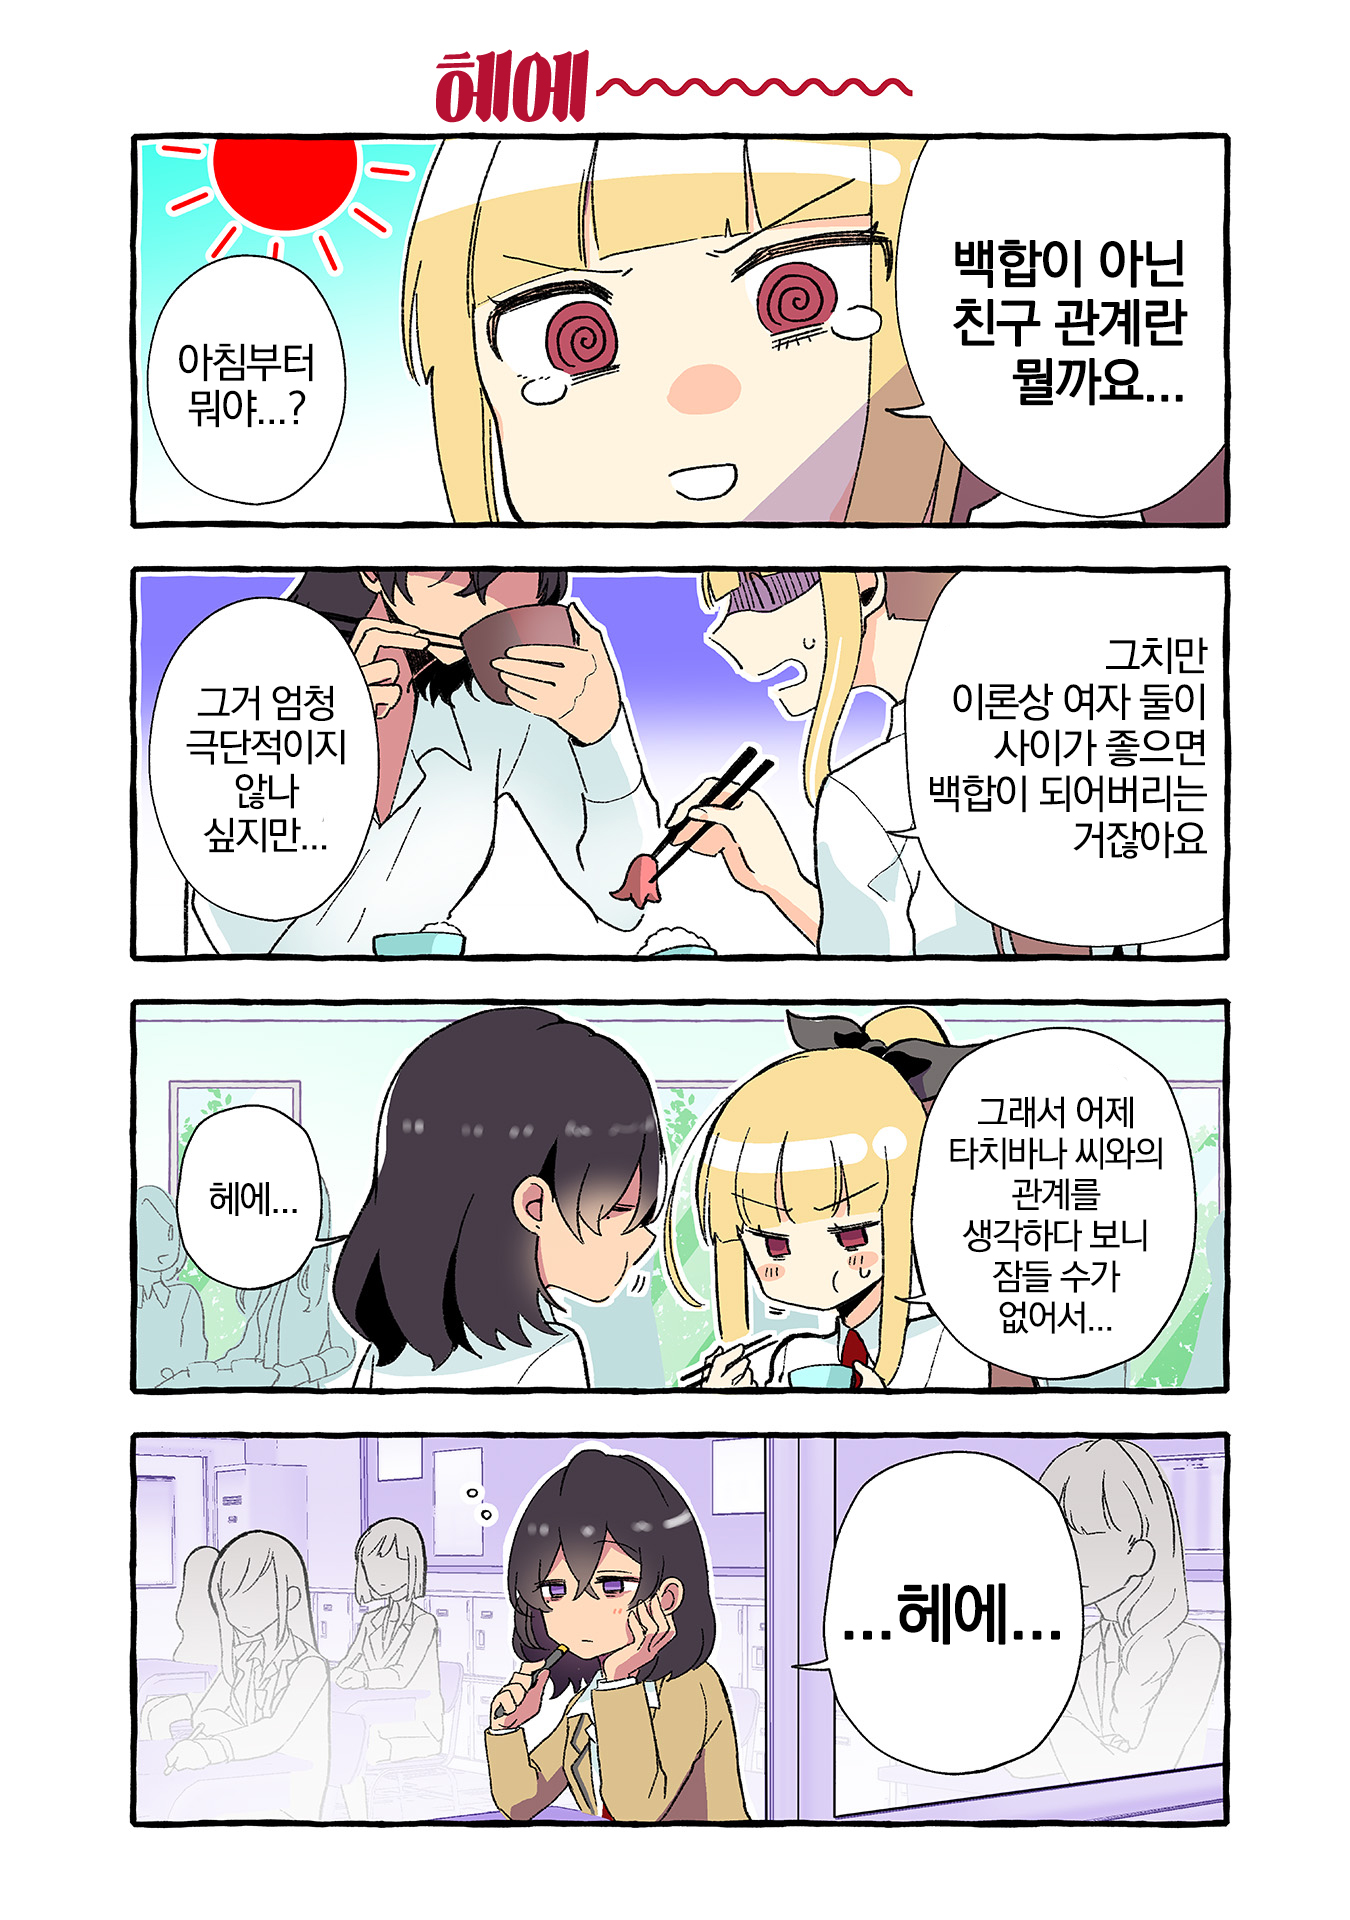 헤에~
백합이 아닌
친구 관계란
뭘까요...
아침부터
뭐야...?
그치만
이론상 여자 둘이
사이가 좋으면
백합이 되어버리는
거잖아요
그거 엄청
극단적이지
않나
싶지만...
그래서 어제
타치바나 씨와의
관계를
생각하다 보니
잠들 수가
없어서...
헤에...
...헤에...